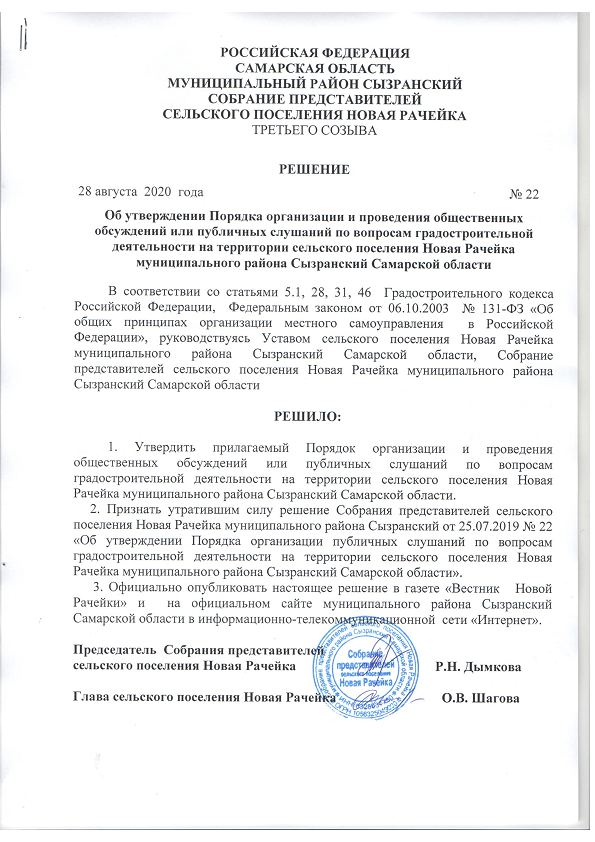 РОССИЙСКАЯ ФЕДЕРАЦИЯ
САМАРСКАЯ ОБЛАСТЬ
МУНИЦИПАЛЬНЫЙ РАЙОН СЫЗРАНСКИЙ
СОБРАНИЕ ПРЕДСТАВИТЕЛЕЙ
СЕЛЬСКОГО ПОСЕЛЕНИЯ НОВАЯ РАЧЕЙКА
ТРЕТЬЕГО СОЗЫВА
РЕШЕНИЕ
28 августа 2020 года № 22
Об утверждении Порядка организации и проведения общественных
обсуждений или публичных слушаний по вопросам градостроительной
деятельности на территории сельского поселения Новая Рачейка
муниципального района Сызранский Самарской области
В соответствии со статьями 5.1, 28, 31, 46 Градостроительного кодекса
Российской Федерации, Федеральным законом от 06.10.2003 № 131-ФЗ «Об
общих принципах организации местного самоуправления в Российской
Федерации», руководствуясь Уставом сельского поселения Новая Рачейка
муниципального района Сызранский Самарской области, Собрание
представителей сельского поселения Новая Рачейка муниципального района
Сызранский Самарской области
РЕШИЛО:
1. Утвердить прилагаемый Порядок организации и проведения
общественных обсуждений или публичных слушаний по вопросам
градостроительной деятельности на территории сельского поселения Новая
Рачейка муниципального района Сызранский Самарской области.
2. Признать утратившим силу решение Собрания представителей сельского
поселения Новая Рачейка муниципального района Сызранский от 25.07.2019 № 22
«Об утверждении Порядка организации публичных слушаний по вопросам
градостроительной деятельности на территории сельского поселения Новая
Рачейка муниципального района Сызранский Самарской области».
3. Официально опубликовать настоящее решение в газете «Вестник Новой
Рачейки» и на официальном сайте муниципального района Сызранский
Самарской области в информационно-телекоммуникационной сети «Интернет».
Председатель Собрания представителей
сельского поселения Новая Рачейка Р.Н. Дымкова
Глава сельского поселения Новая Рачейка О.В. Шагова
Собрание
представителей
сельского поселения
Новая Рачейка